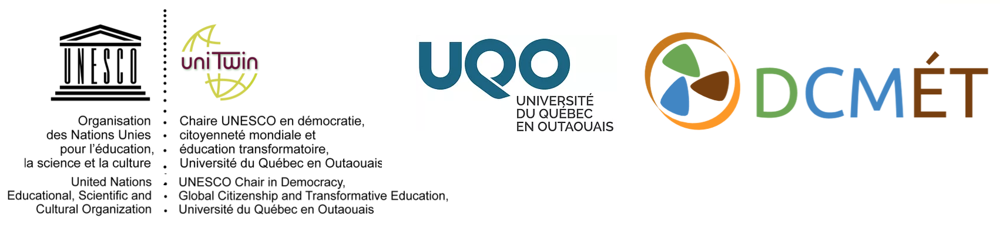 UNESCO
Organisation
des Nations Unies
pour l'éducation,
la science et la culture
United Nations
Educational, Scientific and
Cultural Organization
uniTwin
Chaire UNESCO en démocratie,
citoyenneté mondiale et
éducation transformatoire,
Université du Québec en Outaouais
UNESCO Chair in Democracy,
Global Citizenship and Transformative Education,
Université du Québec en Outaouais
UQO
UNIVERSITÉ
DU QUÉBEC
EN OUTAOUAIS
DCMÉT